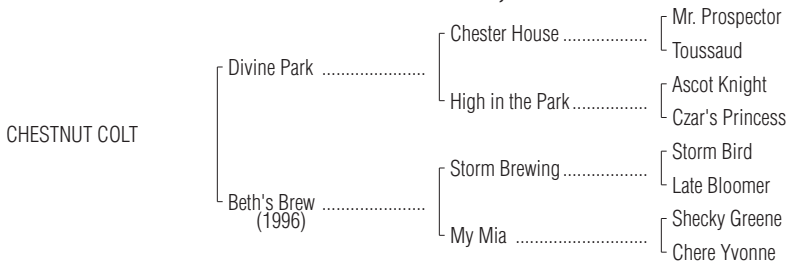 Mr. Prospector
Chester House ..................
Toussaud
Divine Park ......................
Ascot Knight
High in the Park................
Czar's Princess
CHESTNUT COLT
Storm Bird
Storm Brewing..................
Late Bloomer
Beth's Brew ......................
(1996)
Shecky Greene
My Mia ............................
Chere Yvonne